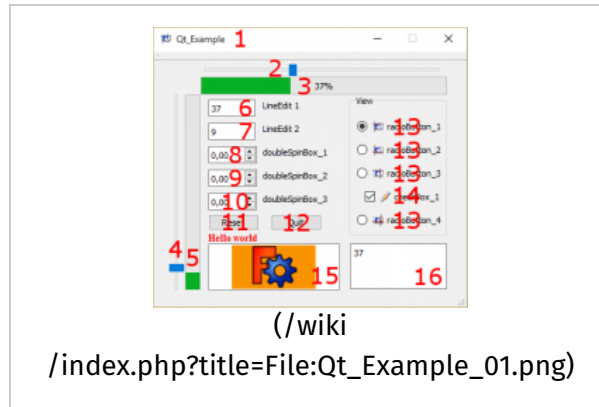 Qt_Example 1
2
3 37%
View
37 6 LineEdit 1
9 7 LineEdit 2
13 radioButton_1
0,00 8 doubleSpinBox_1
13 radioButton_2
0,00 9 doubleSpinBox_2
13 radioButton_3
0,00 10 doubleSpinBox_3
14 checkBox_1
Reset 11 Quit 12
13 radioButton_4
Hello world
4 5
15
37
16
(/wiki
/index.php?title=File:Qt_Example_01.png)